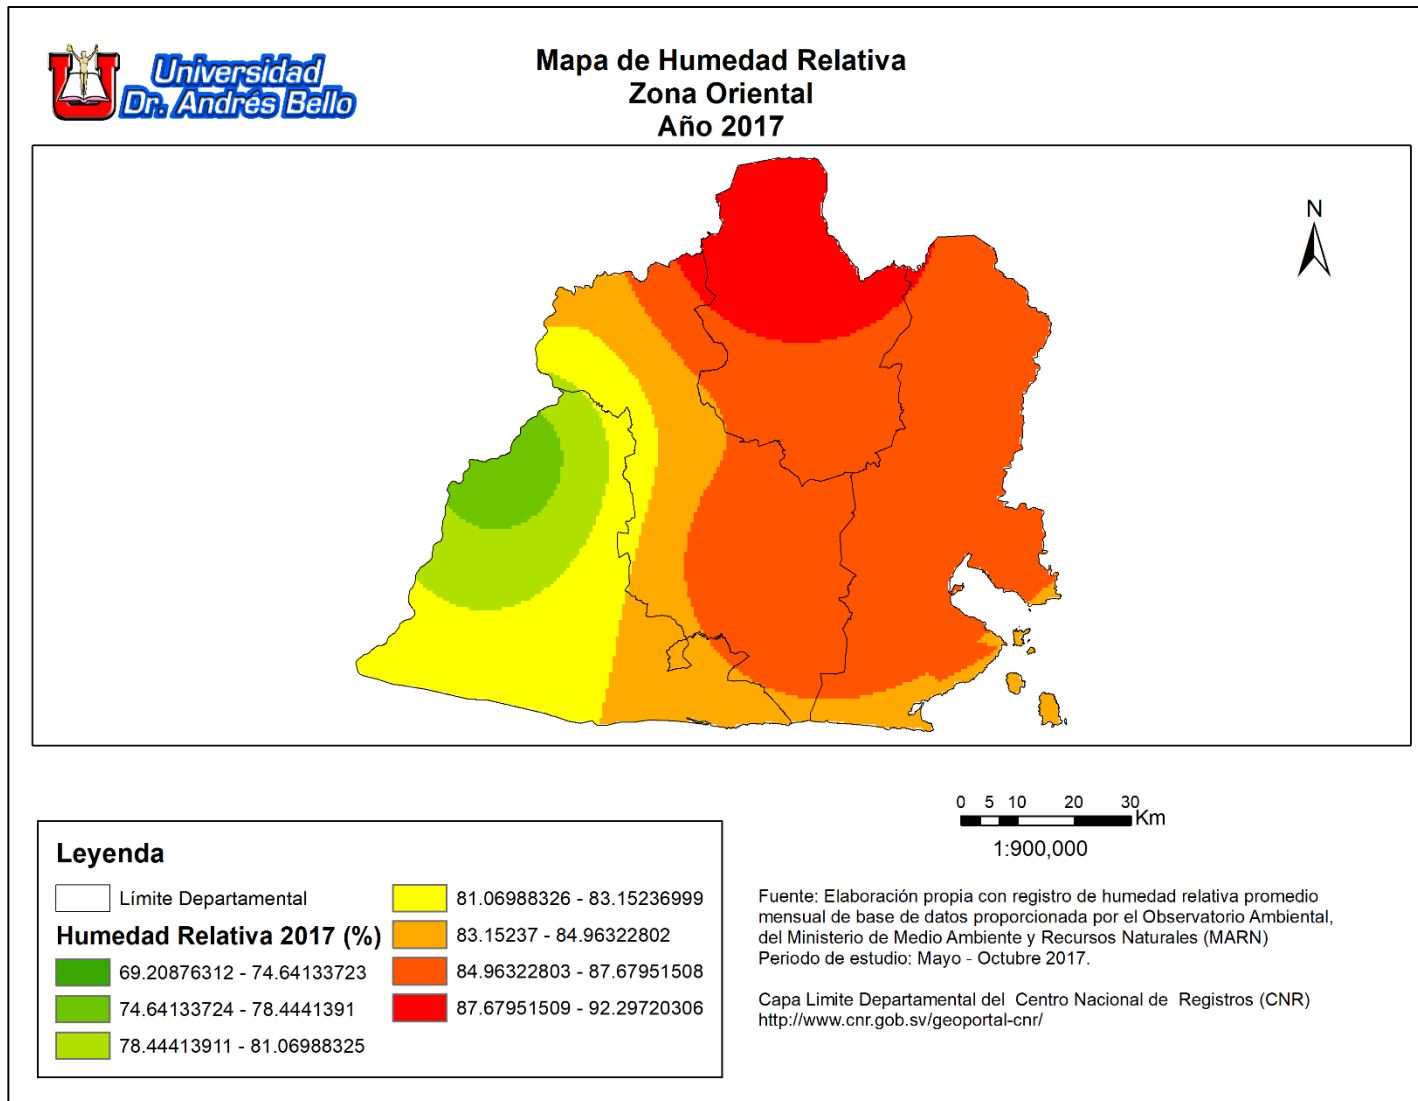 Universidad
Dr. Andrés Bello
Mapa de Humedad Relativa
Zona Oriental
Año 2017
N
0 5 10 20 30
Km
1:900,000
Leyenda
Límite Departamental
Humedad Relativa 2017 (%)
69.20876312 - 74.64133723
74.64133724 - 78.4441391
78.44413911 - 81.06988325
81.06988326 - 83.15236999
83.15237 - 84.96322802
84.96322803 - 87.67951508
87.67951509 - 92.29720306
Fuente: Elaboración propia con registro de humedad relativa promedio
mensual de base de datos proporcionada por el Observatorio Ambiental,
del Ministerio de Medio Ambiente y Recursos Naturales (MARN)
Periodo de estudio: Mayo - Octubre 2017.
Capa Limite Departamental del Centro Nacional de Registros (CNR)
http://www.cnr.gob.sv/geoportal-cnr/